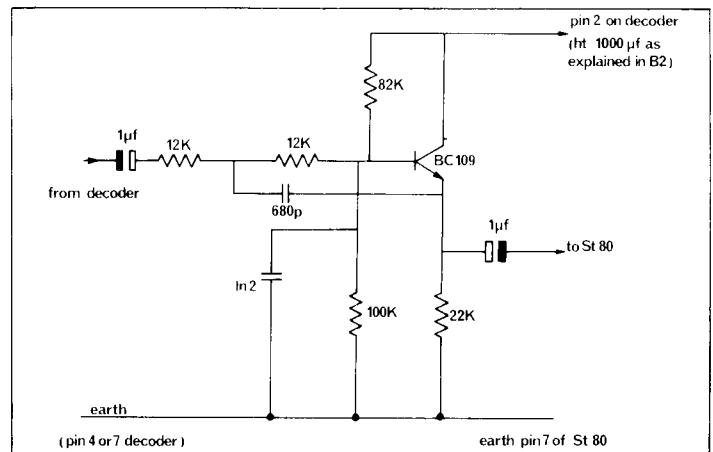 pin 2 on decoder
(ht 1000 µf as
explained in B2)
82K
1µf
12K
12K
BC109
from decoder
680p
1µf
to St 80
In 2
100K
22K
earth
(pin 4 or 7 decoder)
earth pin 7 of St 80